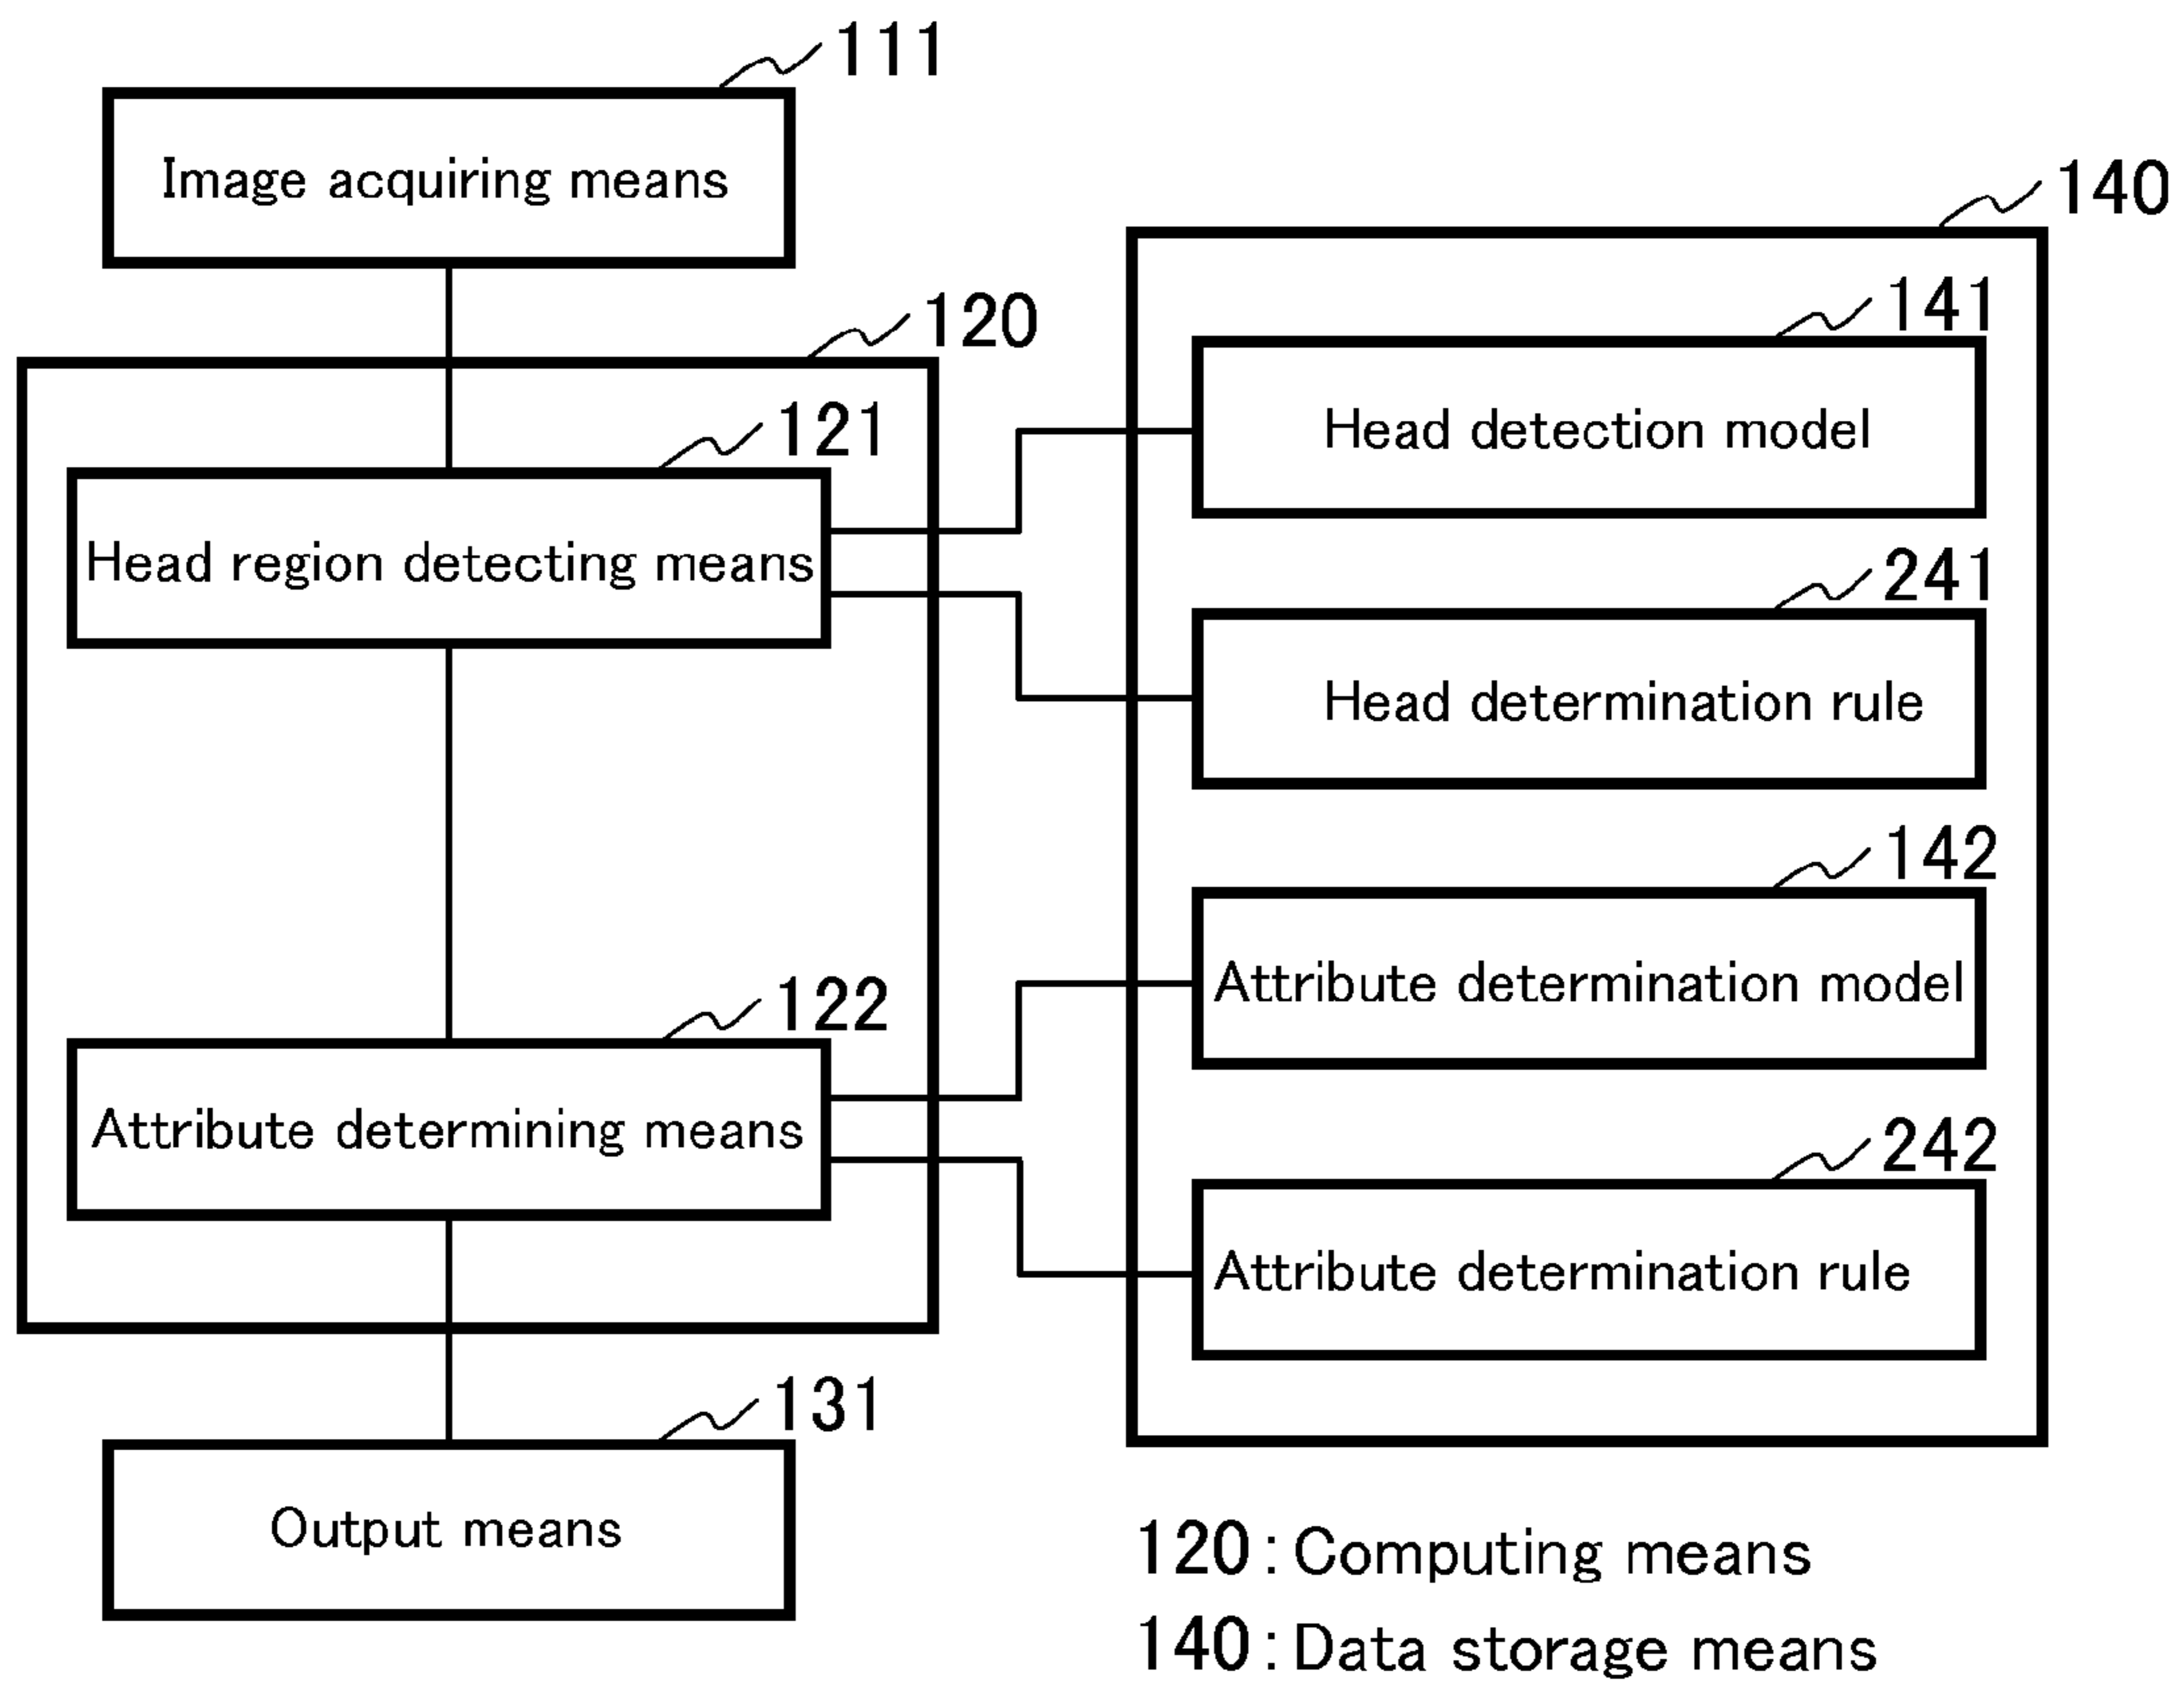 111
Image acquiring means
140
120
141
Head detection model
121
Head region detecting means
241
Head determination rule
142
Attribute determination model
122
Attribute determining means
242
Attribute determination rule
131
Output means
120:Computing means
140:Data storage means